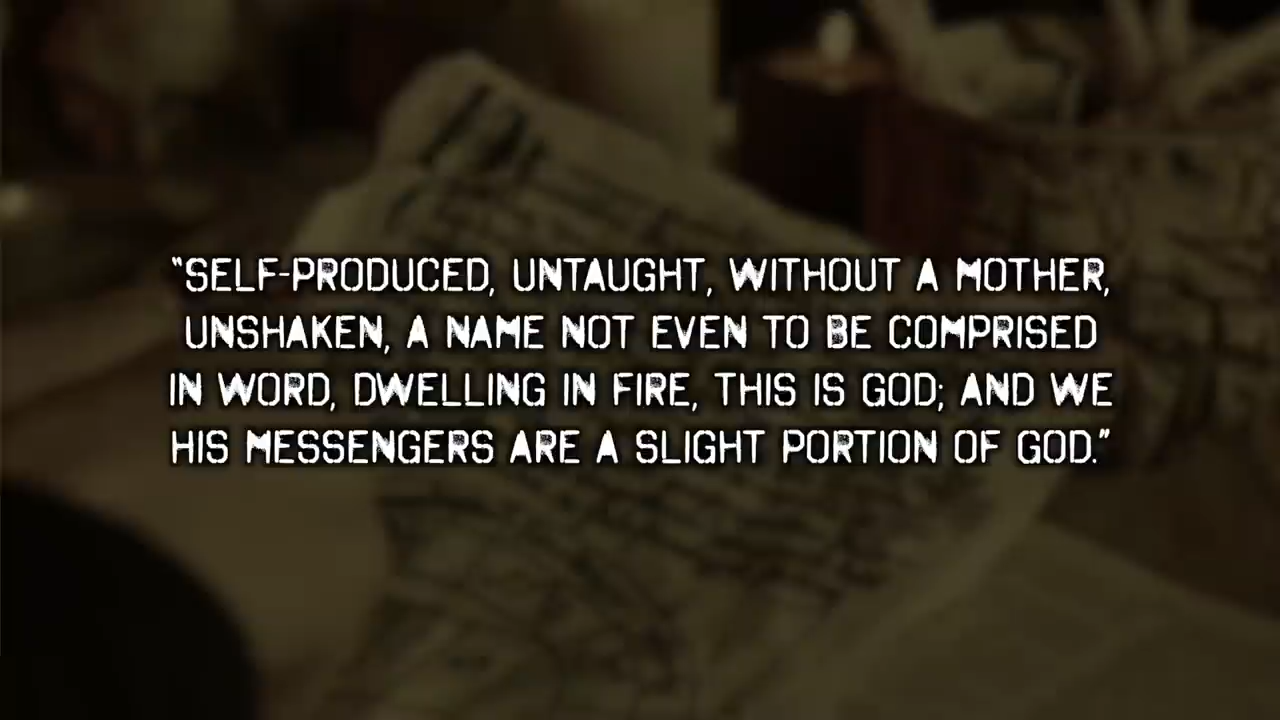 “SELF-PRODUCED, UNTAUGHT, WITHOUT A MOTHER,
UNSHAKEN, A NAME NOT EVEN TO BE COMPRISED
IN WORD, DWELLING IN FIRE, THIS IS GOD; AND WE
HIS MESSENGERS ARE A SLIGHT PORTION OF GOD.”